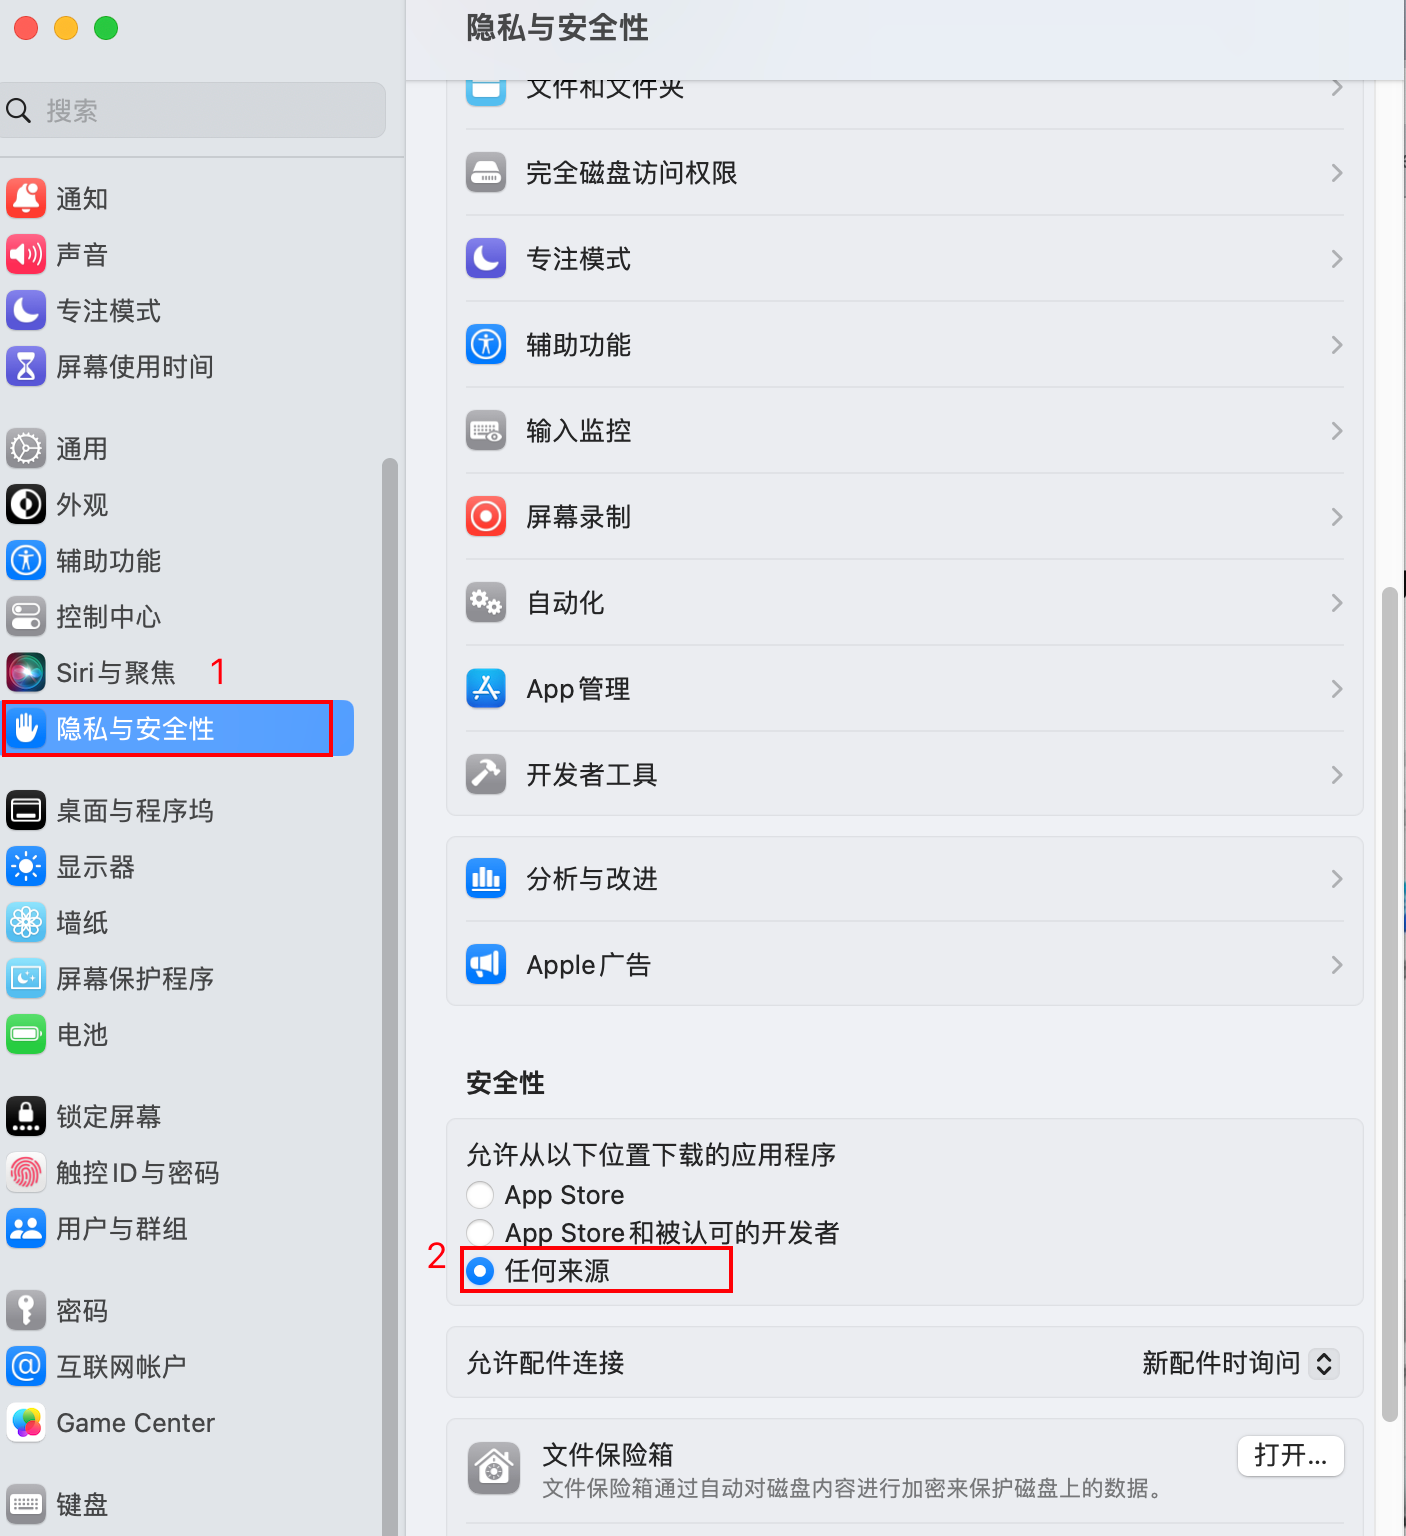 隐私与安全性
搜索
通知
声音
专注模式
屏幕使用时间
通用
外观
辅助功能
控制中心
Siri与聚焦
1
隐私与安全性
桌面与程序坞
显示器
墙纸
屏幕保护程序
电池
锁定屏幕
触控ID与密码
用户与群组
密码
互联网帐户
Game Center
键盘
文件和文件夹
完全磁盘访问权限
专注模式
辅助功能
输入监控
屏幕录制
自动化
App管理
开发者工具
分析与改进
Apple广告
安全性
允许从以下位置下载的应用程序
App Store
App Store和被认可的开发者
2
任何来源
允许配件连接
新配件时询问
文件保险箱
打开...
文件保险箱通过自动对磁盘内容进行加密来保护磁盘上的数据。